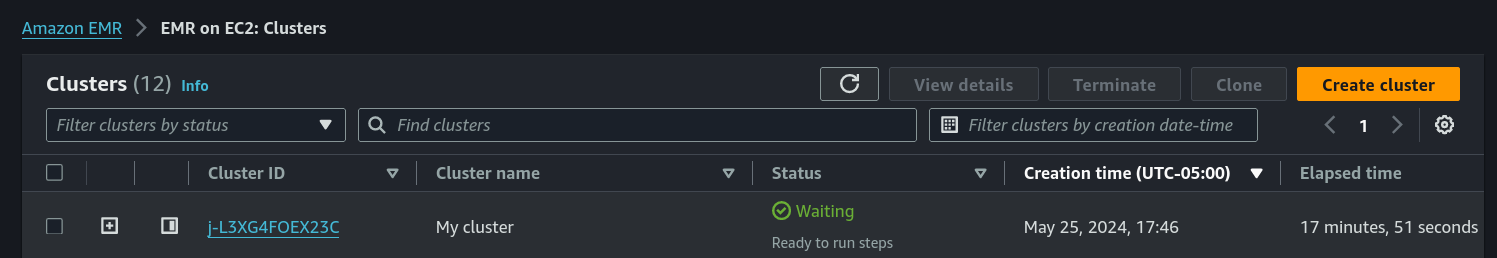 Amazon EMR > EMR on EC2: Clusters
Clusters (12) Info
View details
Terminate
Clone
Create cluster
Filter clusters by status
Find clusters
Filter clusters by creation date-time
1
Cluster ID
Cluster name
Status
Creation time (UTC-05:00)
Elapsed time
j-L3XG4FOEX23C
My cluster
Waiting
Ready to run steps
May 25, 2024, 17:46
17 minutes, 51 seconds